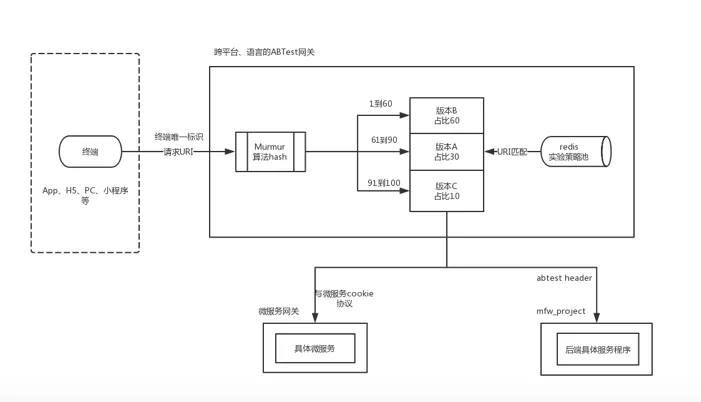 跨平台、语言的ABTest网关
终端唯一标识
请求URI
终端
App、H5、PC、小程序
等
Murmur
算法hash
1到60
61到90
91到100
版本B
占比60
版本A
占比30
版本C
占比10
URI匹配
redis
实验策略池
与微服务cookie
协议
微服务网关
具体微服务
abtest header
mfw_project
后端具体服务程序